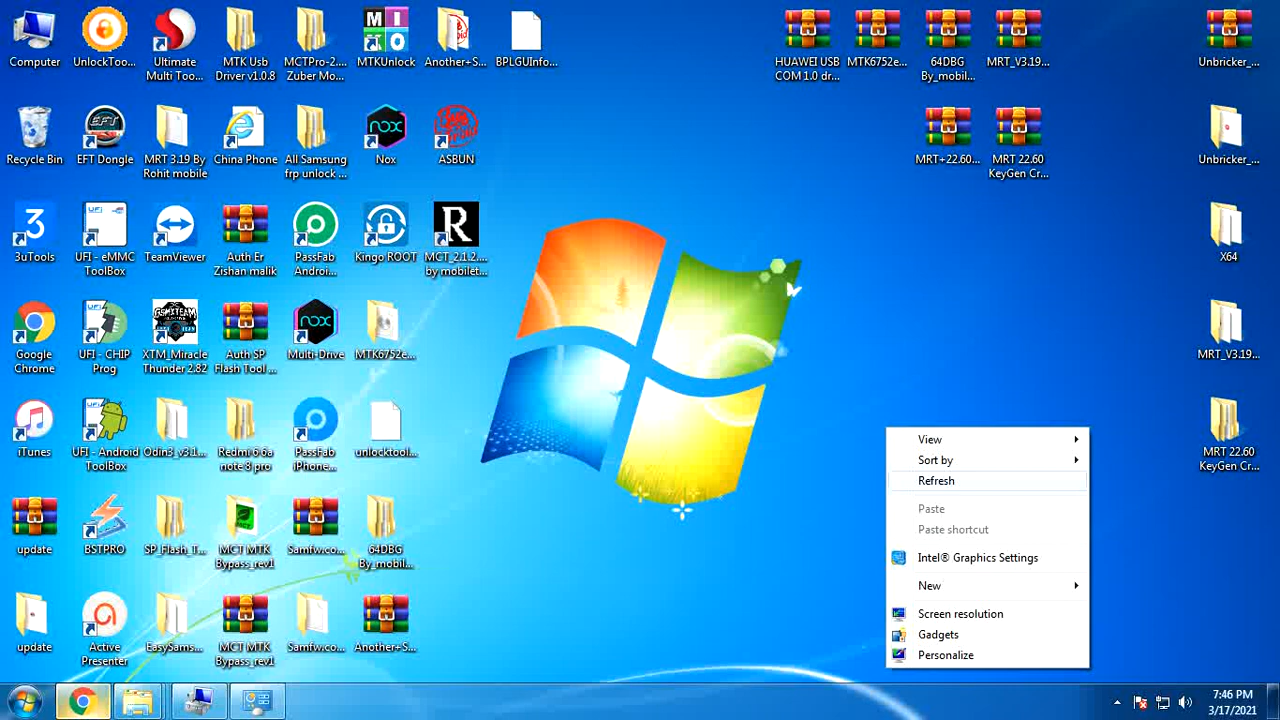 Computer
UnlockToo...
Ultimate
Multi Too...
MTK Usb
Driver v1.0.8
MCTPro-2....
Zuber Mo...
M I
K O
MTKUnlock
Another+S...
BPLGUInfo...
HUAWEI USB
COM 1.0 dr...
MTK6752e...
64DBG
By_mobil...
MRT_V3.19...
Unbricker_...
Recycle Bin
EFT
EFT Dongle
MRT 3.19 By
Rohit mobile
China Phone
All Samsung
frp unlock ...
nox
Nox
ASBUN
MRT+22.60...
MRT 22.60
KeyGen Cr...
Unbricker_...
3
3uTools
UFI
UFI - eMMC
ToolBox
TeamViewer
Auth Er
Zishan malik
PassFab
Androi...
Kingo ROOT
R
MCT_2.1.2....
by mobilet...
X64
Google
Chrome
UFI
UFI - CHIP
Prog
GSMXTEAM
XTM_Miracle
Thunder 2.82
Auth SP
Flash Tool ...
nox
Multi-Drive
MTK6752e...
MRT_V3.19...
iTunes
UFI
UFI - Android
ToolBox
Odin3_v3.1...
Redmi 6 6a
note 8 pro
PassFab
iPhone...
unlocktool...
MRT 22.60
KeyGen Cr...
update
BSTPRO
SP_Flash_T...
MCT MTK
Bypass_rev1
Samfw.co...
64DBG
By_mobil...
update
Active
Presenter
EasySams...
MCT MTK
Bypass_rev1
Samfw.co...
Another+S...
View
Sort by
Refresh
Paste
Paste shortcut
Intel® Graphics Settings
New
Screen resolution
Gadgets
Personalize
7:46 PM
3/17/2021